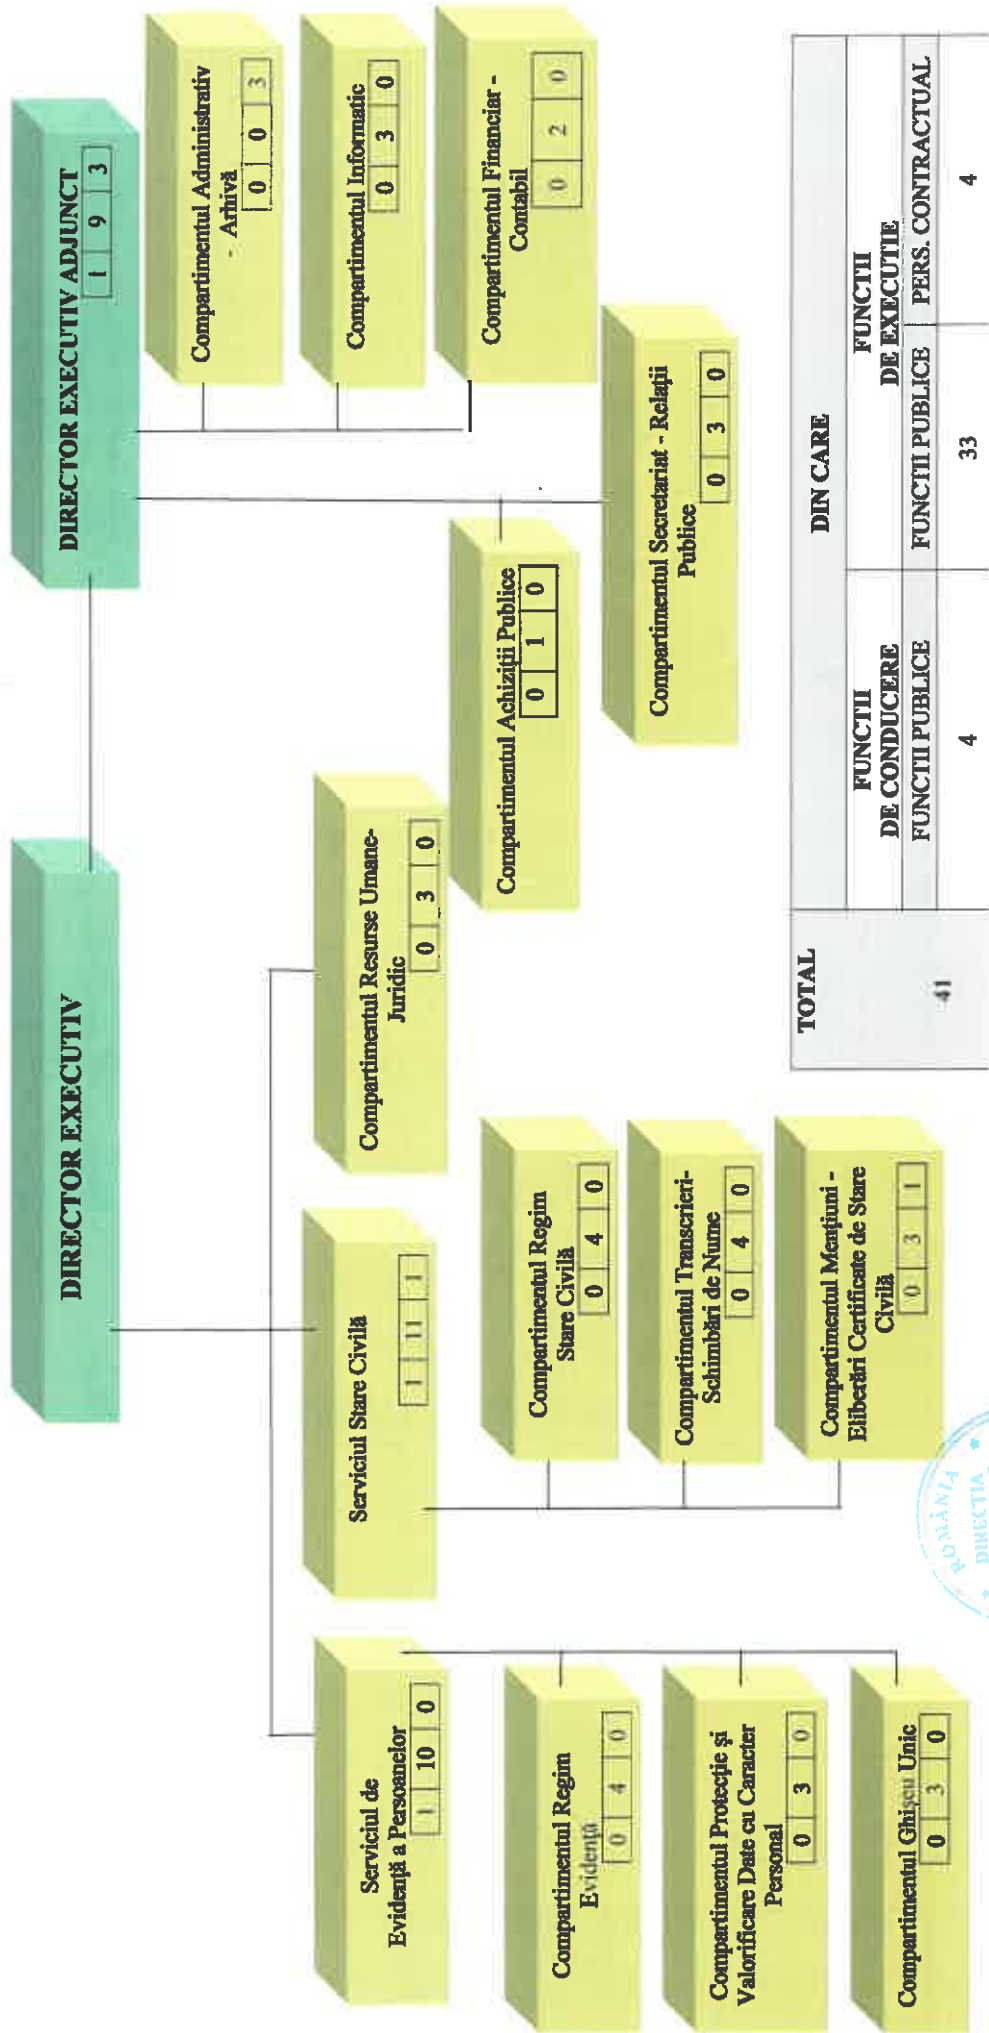 DIRECTOR EXECUTIV
DIRECTOR EXECUTIV ADJUNCT
1 9 3
Serviciul de
Evidență a Persoanelor
1 10 0
Compartimentul Regim
Evidență
0 4 0
Compartimentul Protecție și
Valorificare Date cu Caracter
Personal
0 3 0
Compartimentul Ghișeu Unic
0 3 0
Serviciul Stare Civilă
1 11 1
Compartimentul Regim
Stare Civilă
0 4 0
Compartimentul Transcrieri-
Schimbări de Nume
0 4 0
Compartimentul Mențiuni -
Eliberări Certificate de Stare
Civilă
0 3 1
Compartimentul Resurse Umane-
Juridic
0 3 0
Compartimentul Achiziții Publice
0 1 0
Compartimentul Secretariat - Relații
Publice
0 3 0
Compartimentul Administrativ
- Arhivă
0 0 3
Compartimentul Informatic
0 3 0
Compartimentul Financiar -
Contabil
0 2 0
TOTAL
DIN CARE
FUNCTII
DE CONDUCERE
FUNCTII
DE EXECUTIE
FUNCTII PUBLICE
FUNCTII PUBLICE
PERS. CONTRACTUAL
41
4
33
4
ROMÂNIA
DIRECTIA